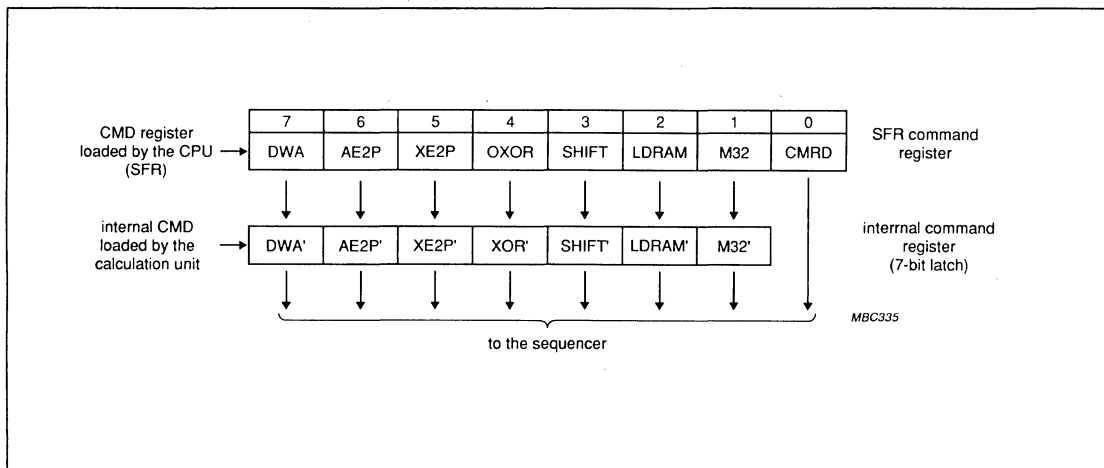 7 6 5 4 3 2 1 0
CMD register
loaded by the CPU
(SFR)
DWA AE2P XE2P OXOR SHIFT LDRAM M32 CMRD
SFR command
register
internal CMD
loaded by the
calculation unit
DWA' AE2P' XE2P' XOR' SHIFT' LDRAM' M32'
interrnal command
register
(7-bit latch)
MBC335
to the sequencer